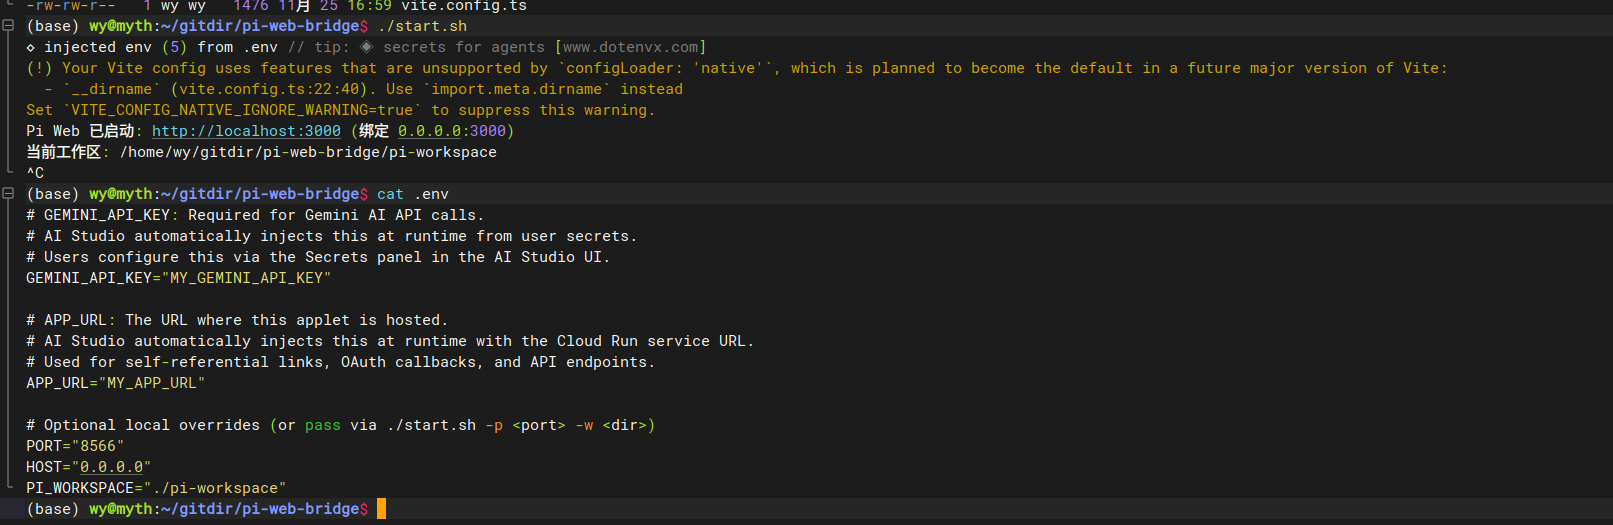 -rw-rw-r-- 1 wy wy 1476 11月 25 16:59 vite.config.ts
(base) wy@myth:~/gitdir/pi-web-bridge$ ./start.sh
◇ injected env (5) from .env // tip: ◈ secrets for agents [www.dotenvx.com]
(!) Your Vite config uses features that are unsupported by `configLoader: 'native'`, which is planned to become the default in a future major version of Vite:
  - `__dirname` (vite.config.ts:22:40). Use `import.meta.dirname` instead
Set `VITE_CONFIG_NATIVE_IGNORE_WARNING=true` to suppress this warning.
Pi Web 已启动: http://localhost:3000 (绑定 0.0.0.0:3000)
当前工作区: /home/wy/gitdir/pi-web-bridge/pi-workspace
^C
(base) wy@myth:~/gitdir/pi-web-bridge$ cat .env
# GEMINI_API_KEY: Required for Gemini AI API calls.
# AI Studio automatically injects this at runtime from user secrets.
# Users configure this via the Secrets panel in the AI Studio UI.
GEMINI_API_KEY="MY_GEMINI_API_KEY"

# APP_URL: The URL where this applet is hosted.
# AI Studio automatically injects this at runtime with the Cloud Run service URL.
# Used for self-referential links, OAuth callbacks, and API endpoints.
APP_URL="MY_APP_URL"

# Optional local overrides (or pass via ./start.sh -p <port> -w <dir>)
PORT="8566"
HOST="0.0.0.0"
PI_WORKSPACE="./pi-workspace"
(base) wy@myth:~/gitdir/pi-web-bridge$